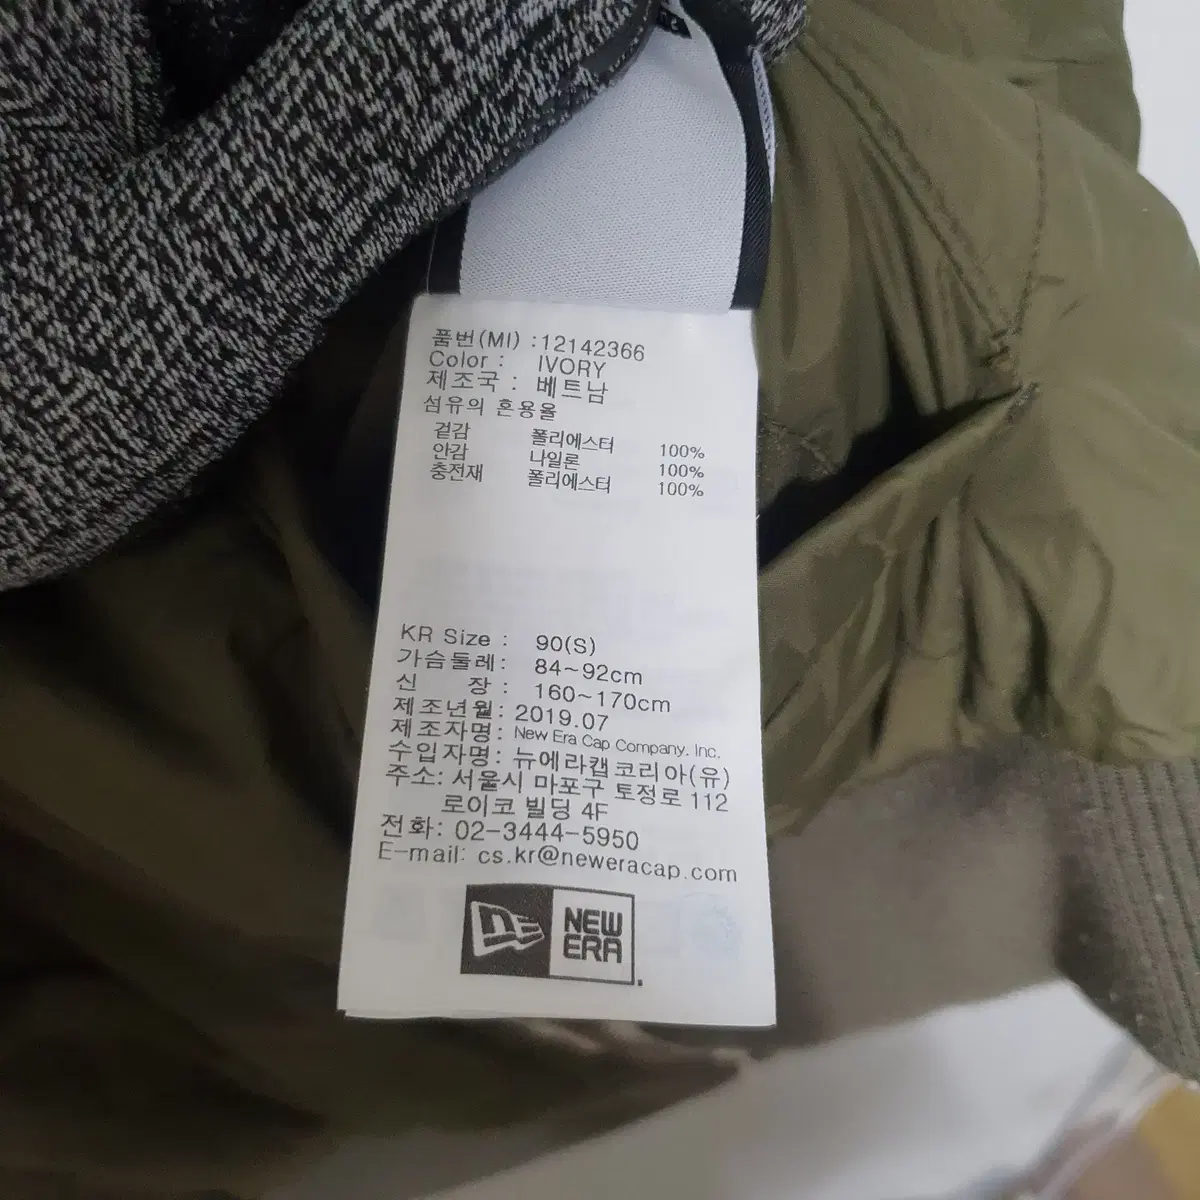 품번(MI) :12142366
Color : IVORY
제조국 : 베트남
섬유의 혼용율
겉감 폴리에스터 100%
안감 나일론 100%
충전재 폴리에스터 100%
KR Size : 90(S)
가슴둘레: 84~92cm
신 장 : 160~170cm
제조년월: 2019.07
제조자명: New Era Cap Company. Inc.
수입자명: 뉴에라캡코리아(유)
주소: 서울시 마포구 토정로 112
로이코 빌딩 4F
전화: 02-3444-5950
E-mail: cs.kr@neweracap.com
NEW
ERA